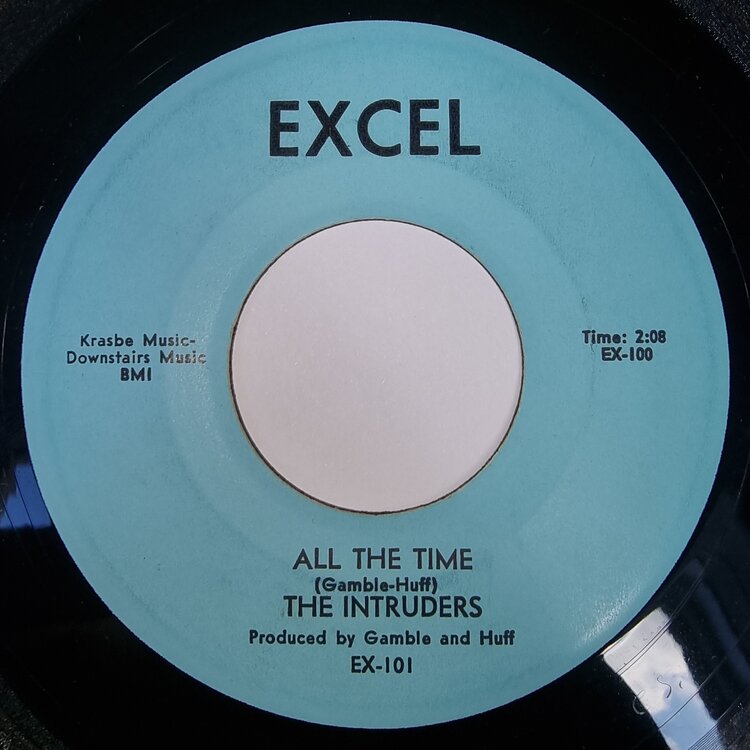 EXCEL
Krasbe Music-
Downstairs Music
BMI
Time: 2:08
EX-100
ALL THE TIME
(Gamble-Huff)
THE INTRUDERS
Produced by Gamble and Huff
EX-101